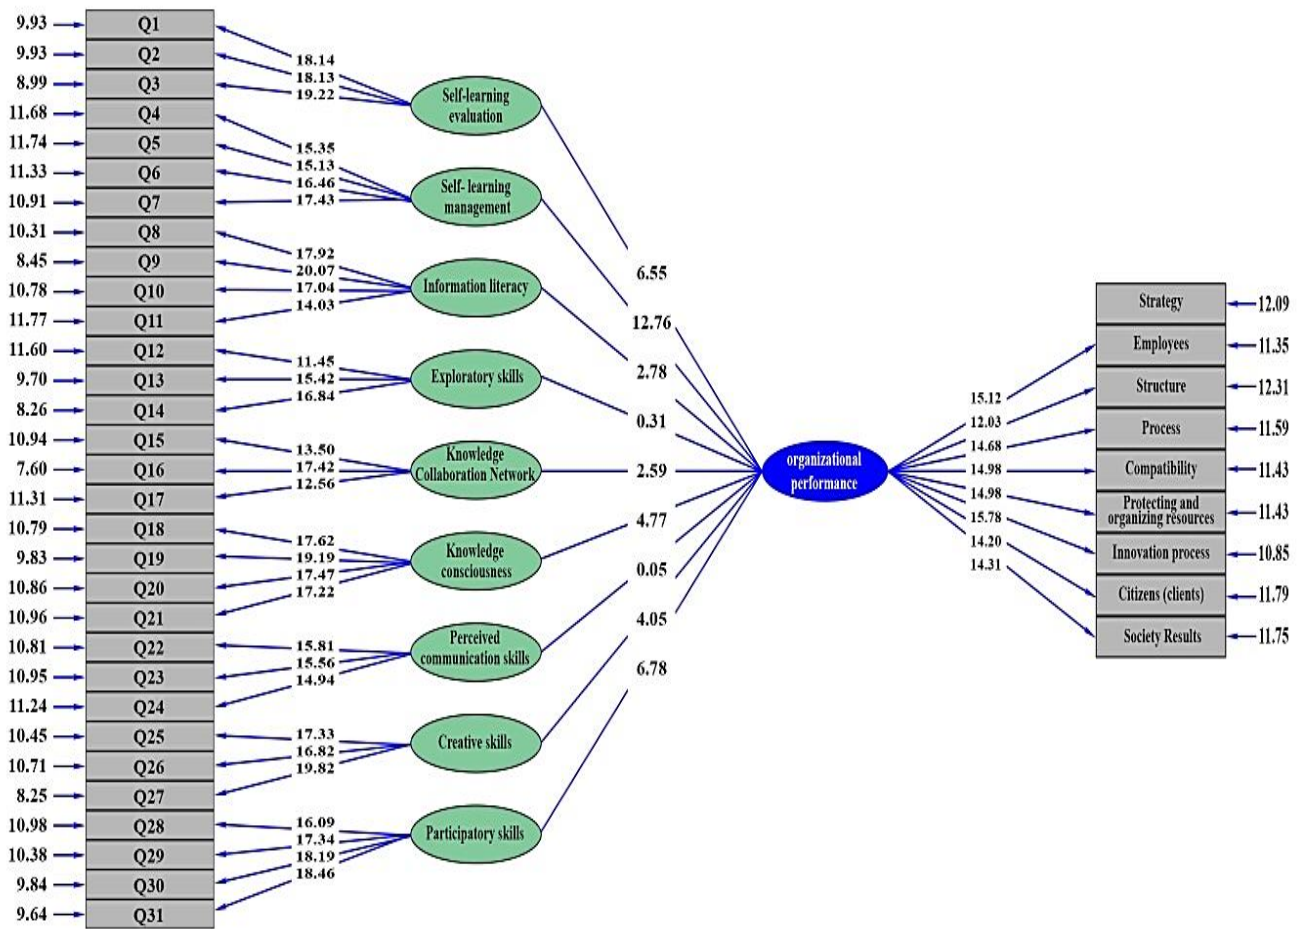 9.93 Q1
9.93 Q2
8.99 Q3
11.68 Q4
11.74 Q5
11.33 Q6
10.91 Q7
10.31 Q8
8.45 Q9
10.78 Q10
11.77 Q11
11.60 Q12
9.70 Q13
8.26 Q14
10.94 Q15
7.60 Q16
11.31 Q17
10.79 Q18
9.83 Q19
10.86 Q20
10.96 Q21
10.81 Q22
10.95 Q23
11.24 Q24
10.45 Q25
10.71 Q26
8.25 Q27
10.98 Q28
10.38 Q29
9.84 Q30
9.64 Q31
18.14
18.13
19.22
15.35
15.13
16.46
17.43
17.92
20.07
17.04
14.03
11.45
15.42
16.84
13.50
17.42
12.56
17.62
19.19
17.47
17.22
15.81
15.56
14.94
17.33
16.82
19.82
16.09
17.34
18.19
18.46
Self-learning
evaluation
Self- learning
management
Information literacy
Exploratory skills
Knowledge
Collaboration Network
Knowledge
consciousness
Perceived
communication skills
Creative skills
Participatory skills
6.55
12.76
2.78
0.31
2.59
4.77
0.05
4.05
6.78
organizational
performance
15.12
12.03
14.68
14.98
14.98
15.78
14.20
14.31
Strategy 12.09
Employees 11.35
Structure 12.31
Process 11.59
Compatibility 11.43
Protecting and
organizing resources 11.43
Innovation process 10.85
Citizens (clients) 11.79
Society Results 11.75